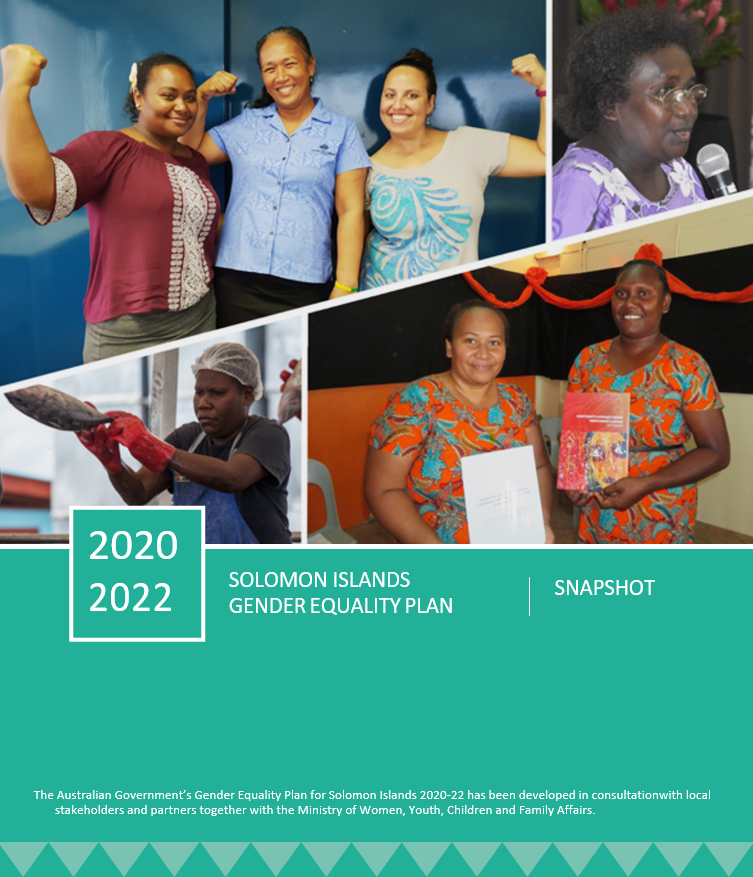 2020
2022
SOLOMON ISLANDS
GENDER EQUALITY PLAN
SNAPSHOT
The Australian Government's Gender Equality Plan for Solomon Islands 2020-22 has been developed in consultationwith local
stakeholders and partners together with the Ministry of Women, Youth, Children and Family Affairs.